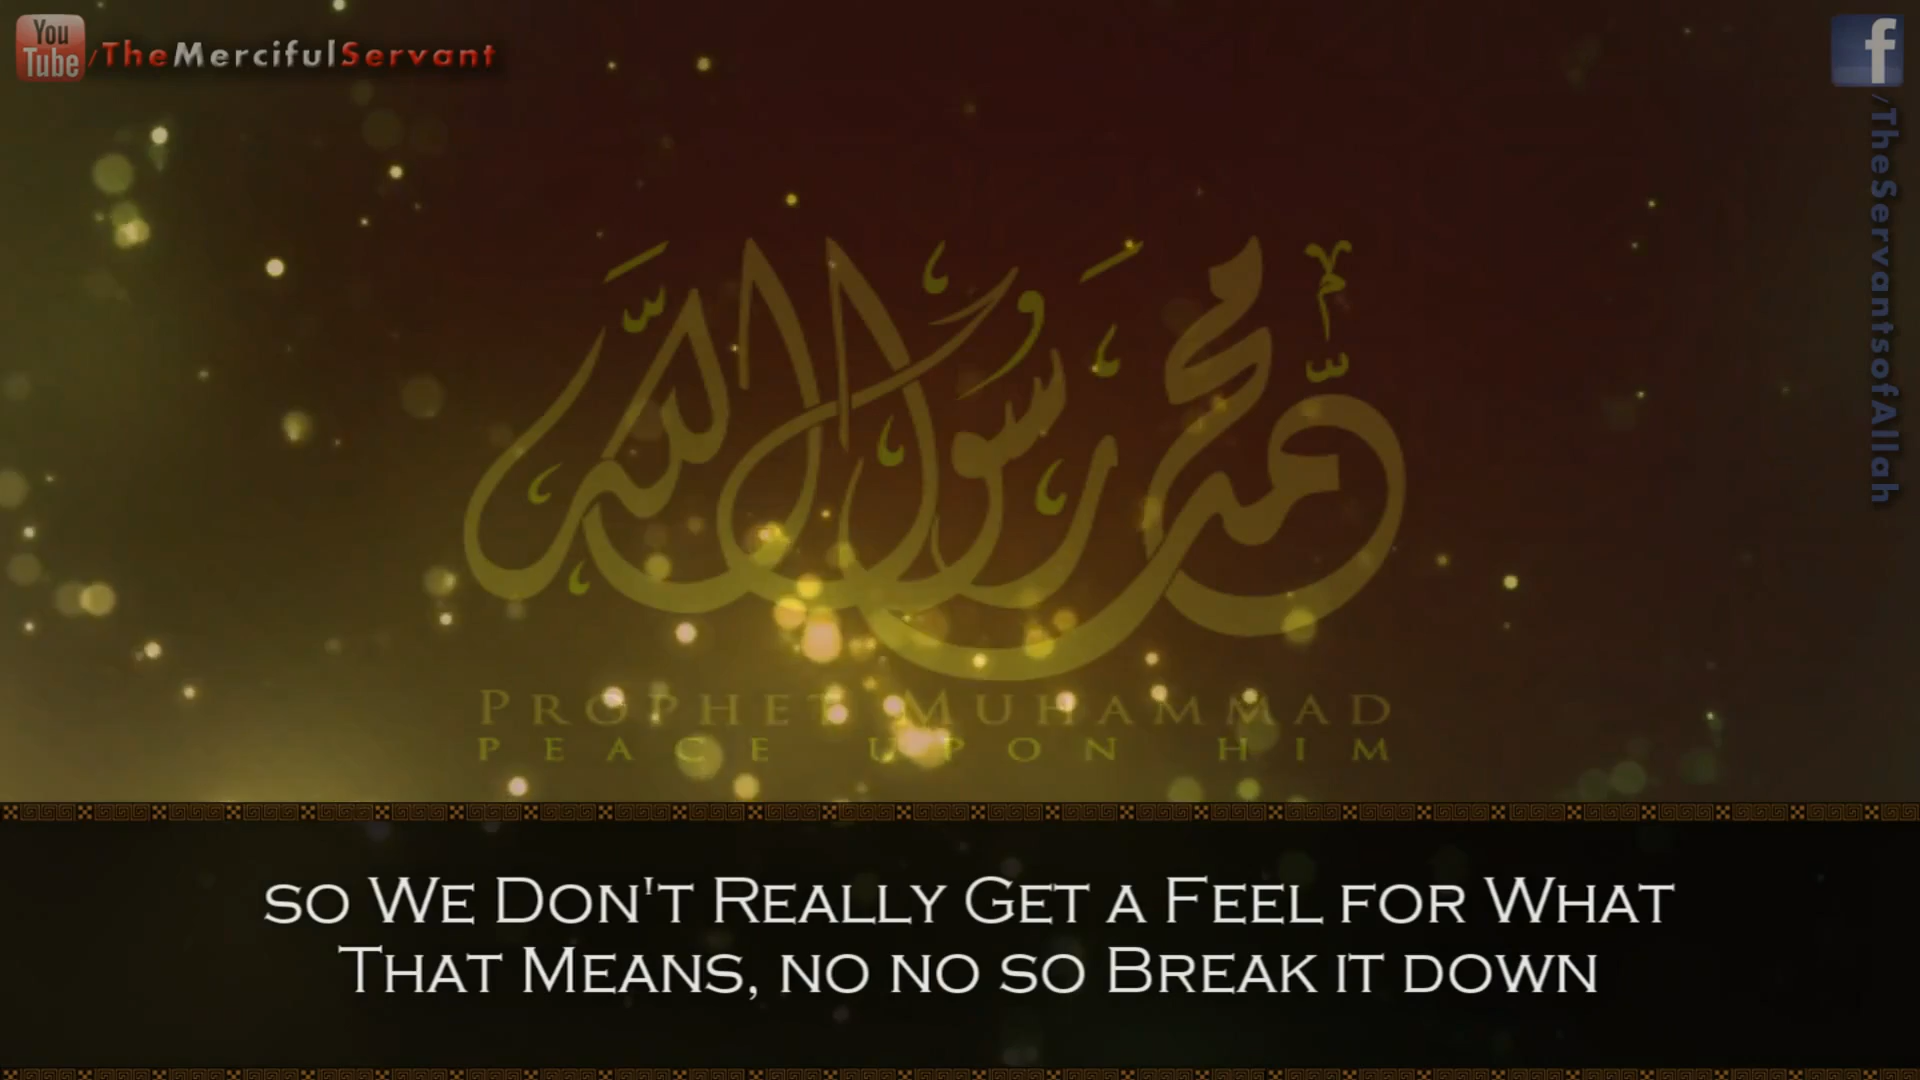 You
Tube /TheMercifulServant
f /TheServantsofAllah
محمد رسول الله
PROPHET MUHAMMAD
PEACE UPON HIM
SO WE DON'T REALLY GET A FEEL FOR WHAT
THAT MEANS, NO NO SO BREAK IT DOWN